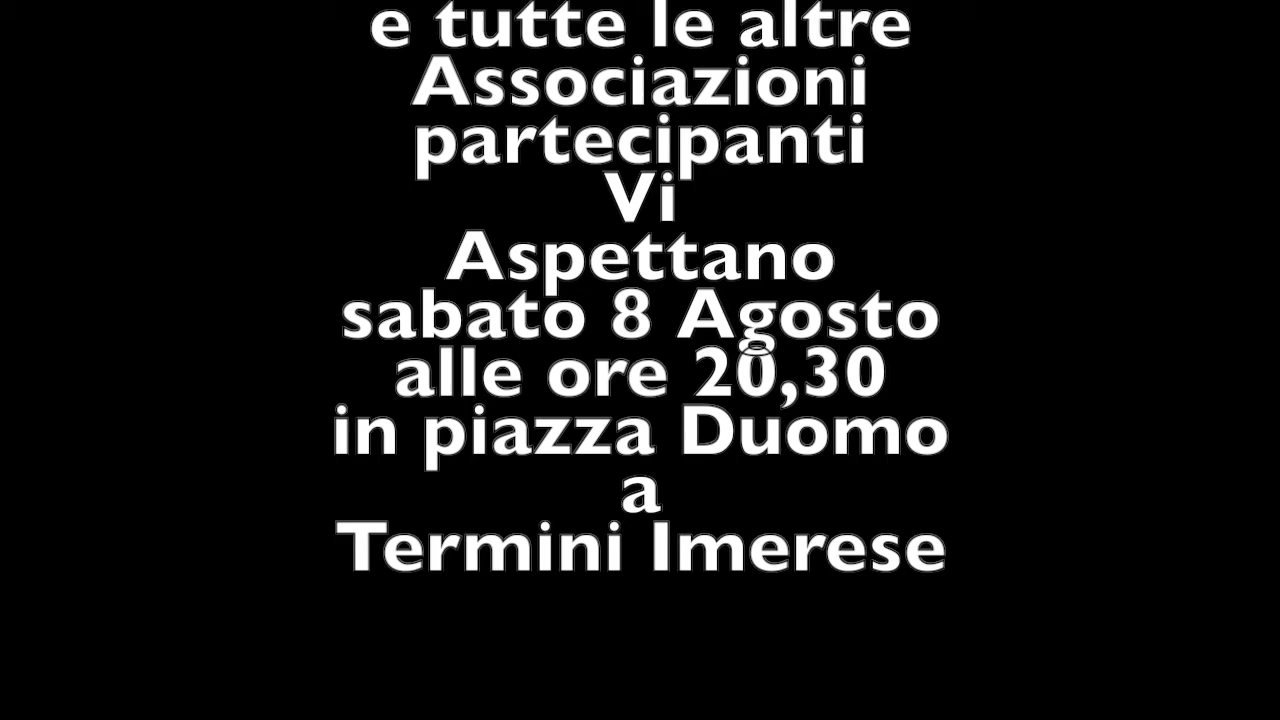 e tutte le altre
Associazioni
partecipanti
Vi
Aspettano
sabato 8 Agosto
alle ore 20,30
in piazza Duomo
a
Termini Imerese